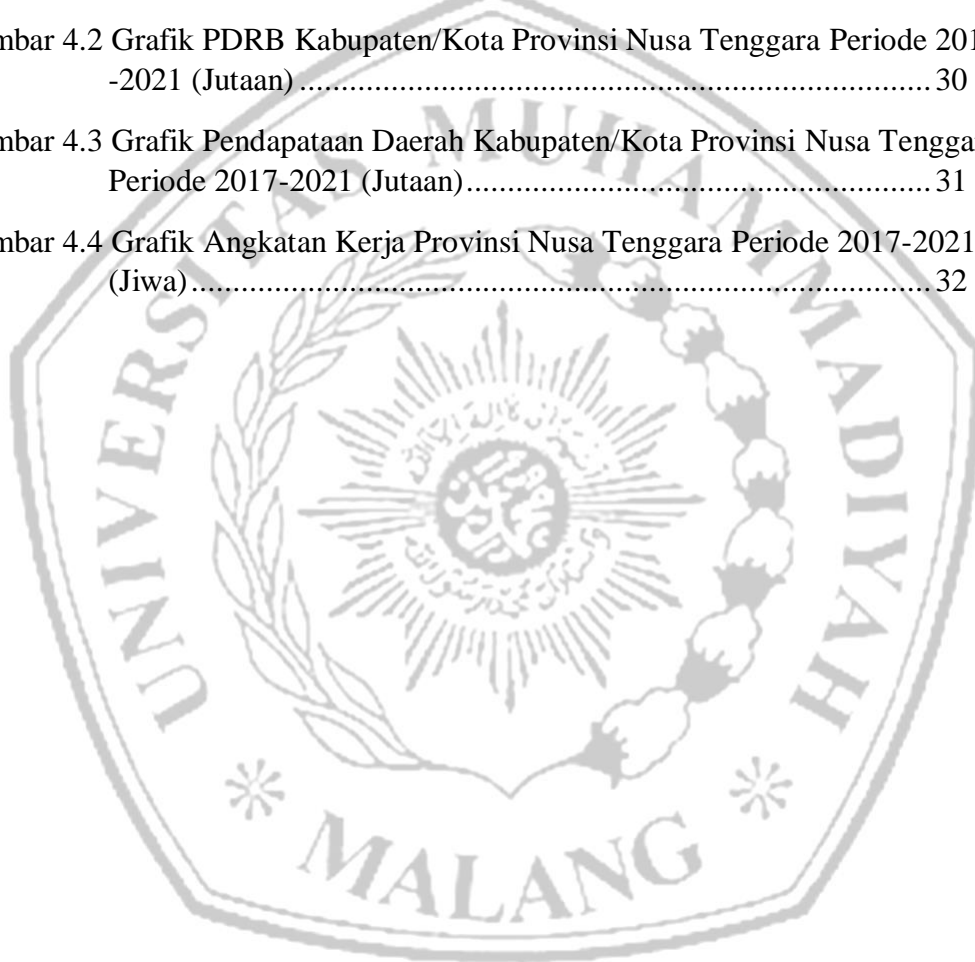 mbar 4.2 Grafik PDRB Kabupaten/Kota Provinsi Nusa Tenggara Periode 201
-2021 (Jutaan) ............................................................................. 30
mbar 4.3 Grafik Pendapataan Daerah Kabupaten/Kota Provinsi Nusa Tengga
Periode 2017-2021 (Jutaan)......................................................... 31
mbar 4.4 Grafik Angkatan Kerja Provinsi Nusa Tenggara Periode 2017-2021
(Jiwa)........................................................................................... 32
UNIVERSITAS MUHAMMADIYAH
MALANG